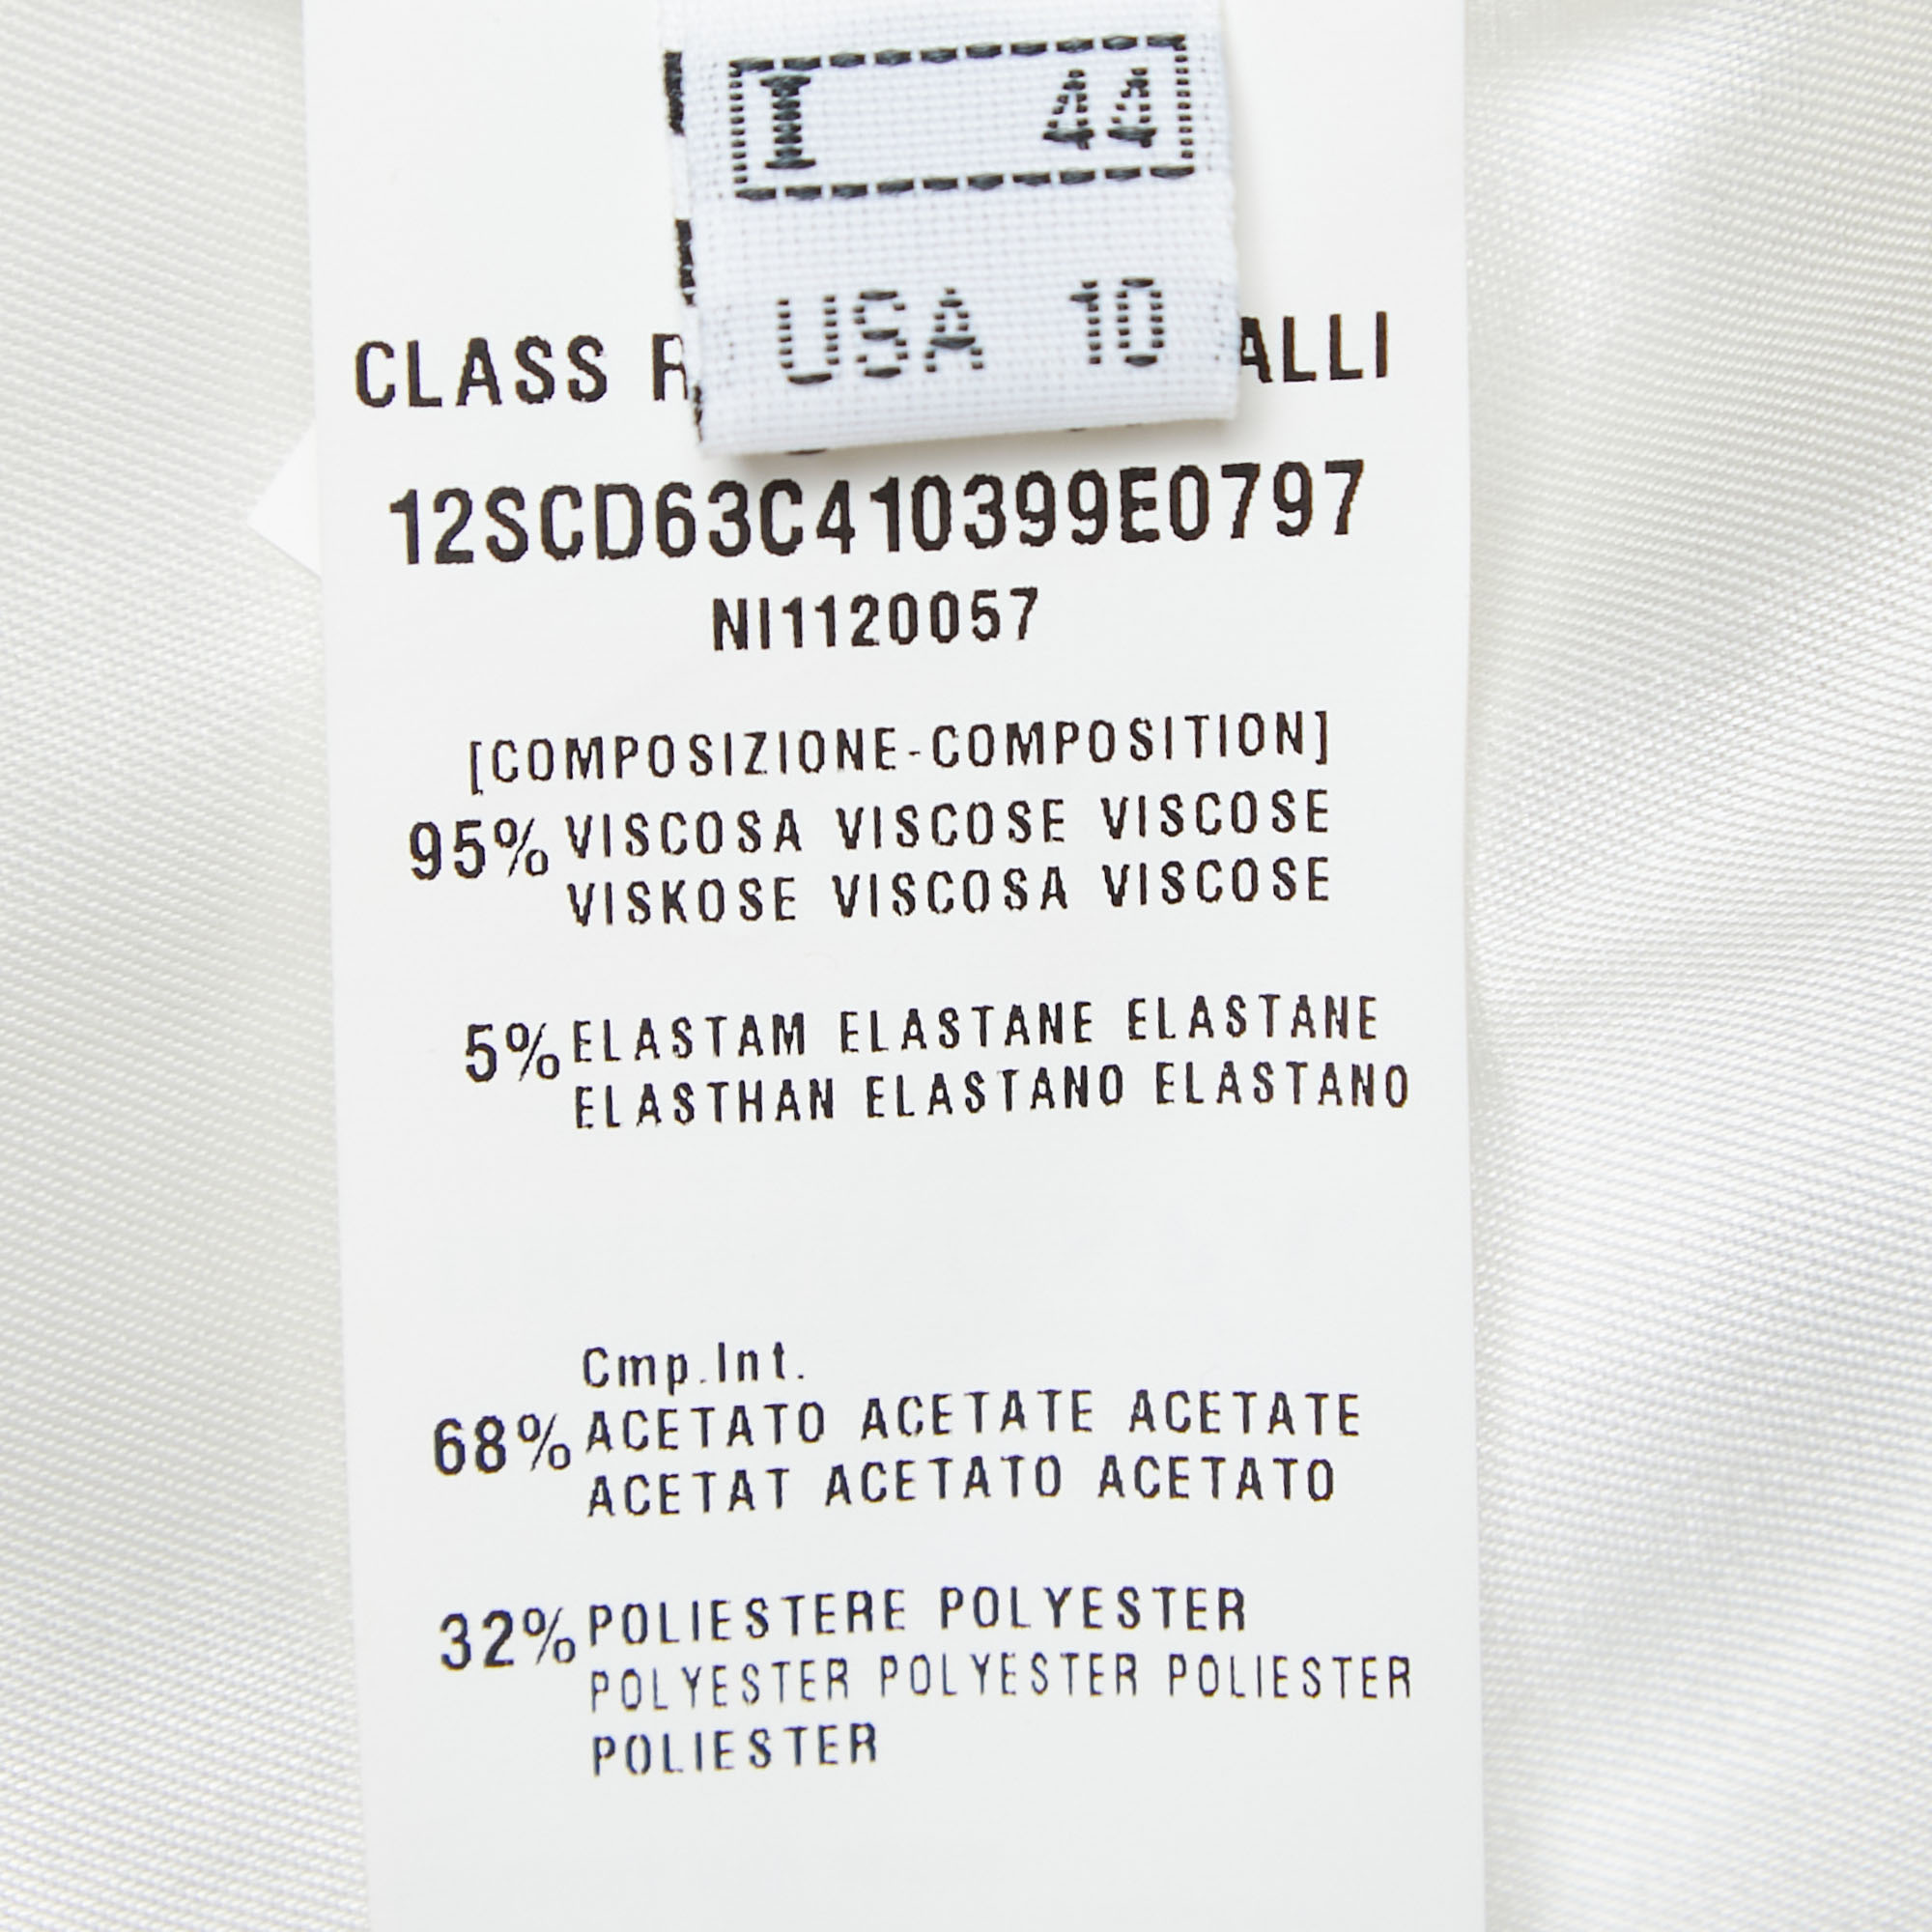 I 44
USA 10
CLASS R ALLI
12SCD63C410399E0797
NI1120057
[COMPOSIZIONE-COMPOSITION]
95% VISCOSA VISCOSE VISCOSE
VISKOSE VISCOSA VISCOSE
5% ELASTAM ELASTANE ELASTANE
ELASTHAN ELASTANO ELASTANO
Cmp.Int.
68% ACETATO ACETATE ACETATE
ACETAT ACETATO ACETATO
32% POLIESTERE POLYESTER
POLYESTER POLYESTER POLIESTER
POLIESTER